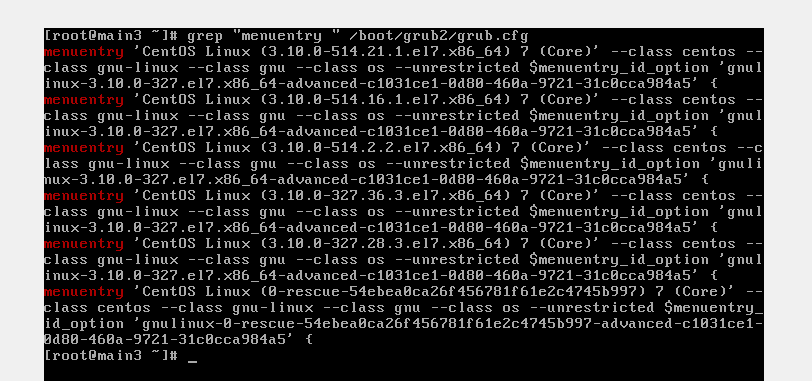 [root@main3 ~]# grep "menuentry " /boot/grub2/grub.cfg
menuentry 'CentOS Linux (3.10.0-514.21.1.el7.x86_64) 7 (Core)' --class centos --
class gnu-linux --class gnu --class os --unrestricted $menuentry_id_option 'gnul
inux-3.10.0-327.el7.x86_64-advanced-c1031ce1-0d80-460a-9721-31c0cca984a5' {
menuentry 'CentOS Linux (3.10.0-514.16.1.el7.x86_64) 7 (Core)' --class centos --
class gnu-linux --class gnu --class os --unrestricted $menuentry_id_option 'gnul
inux-3.10.0-327.el7.x86_64-advanced-c1031ce1-0d80-460a-9721-31c0cca984a5' {
menuentry 'CentOS Linux (3.10.0-514.2.2.el7.x86_64) 7 (Core)' --class centos --c
lass gnu-linux --class gnu --class os --unrestricted $menuentry_id_option 'gnuli
nux-3.10.0-327.el7.x86_64-advanced-c1031ce1-0d80-460a-9721-31c0cca984a5' {
menuentry 'CentOS Linux (3.10.0-327.36.3.el7.x86_64) 7 (Core)' --class centos --
class gnu-linux --class gnu --class os --unrestricted $menuentry_id_option 'gnul
inux-3.10.0-327.el7.x86_64-advanced-c1031ce1-0d80-460a-9721-31c0cca984a5' {
menuentry 'CentOS Linux (3.10.0-327.28.3.el7.x86_64) 7 (Core)' --class centos --
class gnu-linux --class gnu --class os --unrestricted $menuentry_id_option 'gnul
inux-3.10.0-327.el7.x86_64-advanced-c1031ce1-0d80-460a-9721-31c0cca984a5' {
menuentry 'CentOS Linux (0-rescue-54ebea0ca26f456781f61e2c4745b997) 7 (Core)' --
class centos --class gnu-linux --class gnu --class os --unrestricted $menuentry_
id_option 'gnulinux-0-rescue-54ebea0ca26f456781f61e2c4745b997-advanced-c1031ce1-
0d80-460a-9721-31c0cca984a5' {
[root@main3 ~]# _